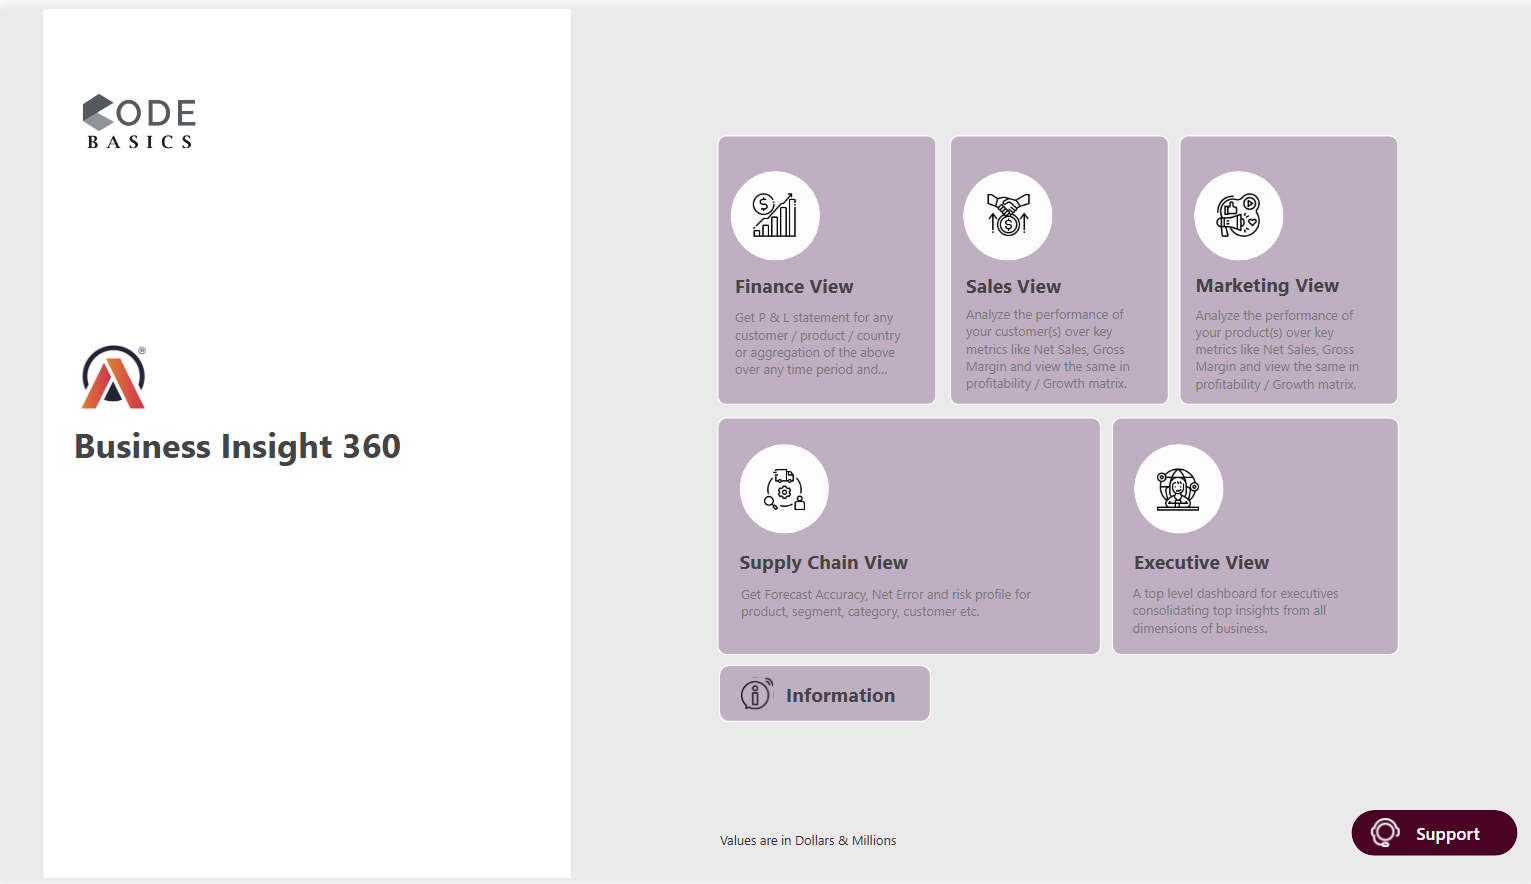 CODE
BASICS
®
Business Insight 360
Finance View
Get P & L statement for any
customer / product / country
or aggregation of the above
over any time period and...
Sales View
Analyze the performance of
your customer(s) over key
metrics like Net Sales, Gross
Margin and view the same in
profitability / Growth matrix.
Marketing View
Analyze the performance of
your product(s) over key
metrics like Net Sales, Gross
Margin and view the same in
profitability / Growth matrix.
Supply Chain View
Get Forecast Accuracy, Net Error and risk profile for
product, segment, category, customer etc.
Executive View
A top level dashboard for executives
consolidating top insights from all
dimensions of business.
Information
Values are in Dollars & Millions
Support